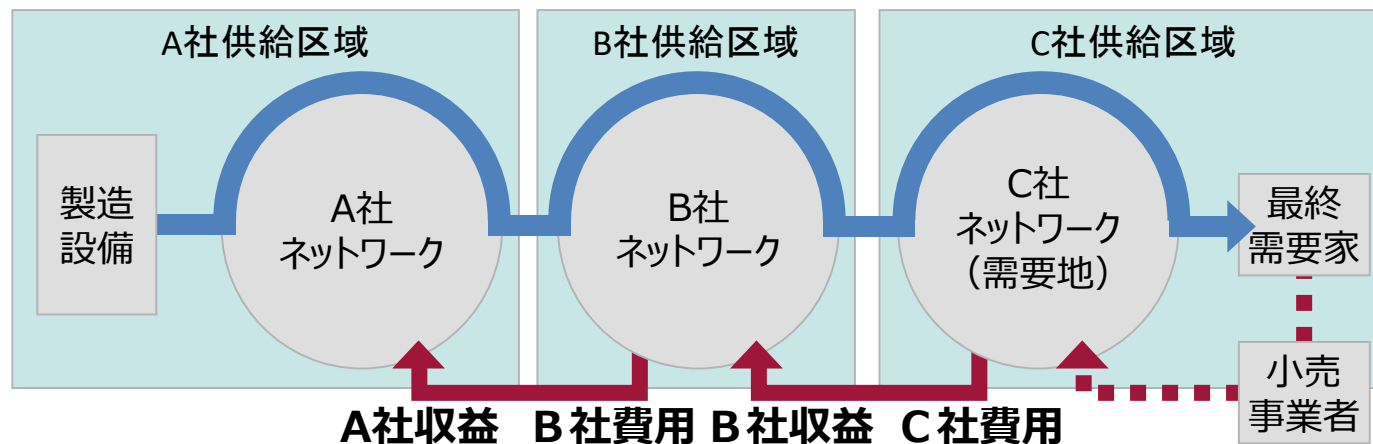 A社供給区域
B社供給区域
C社供給区域
製造
設備
A社
ネットワーク
B社
ネットワーク
C社
ネットワーク
（需要地）
最終
需要家
小売
事業者
A社収益 B社費用 B社収益 C社費用